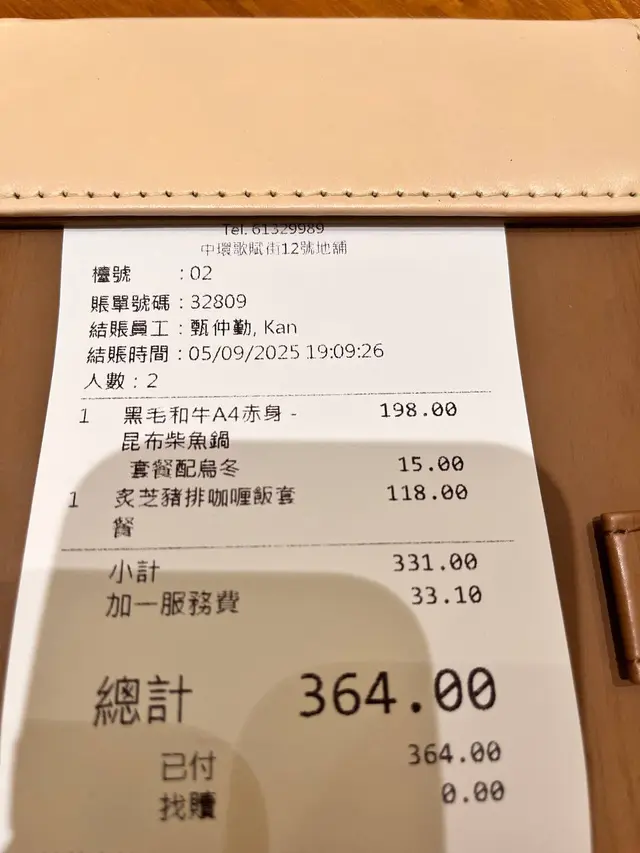 Tel. 61329989
中環歌賦街12號地舖
檯號 : 02
賬單號碼 : 32809
結賬員工 : 甄仲勤, Kan
結賬時間 : 05/09/2025 19:09:26
人數 : 2
1 黑毛和牛A4赤身 - 198.00
昆布柴魚鍋
套餐配烏冬 15.00
1 炙芝豬排咖喱飯套 118.00
餐
小計 331.00
加一服務費 33.10
總計 364.00
已付 364.00
找贖 0.00